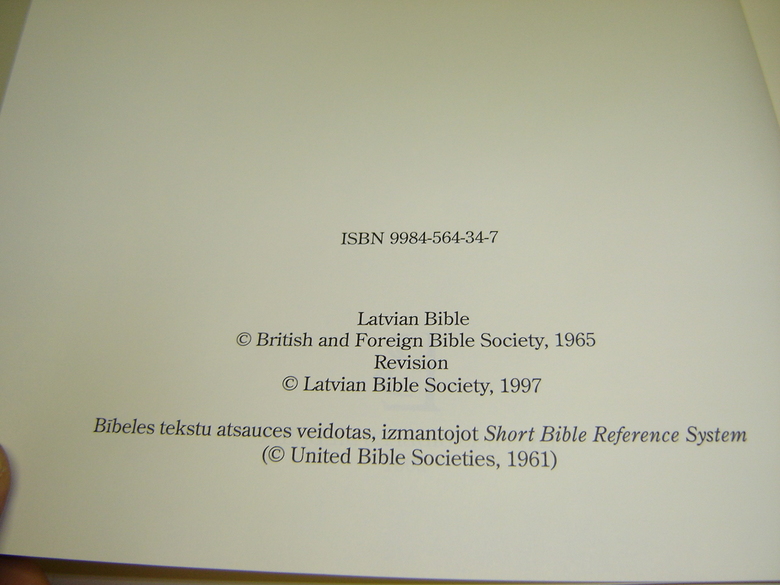 ISBN 9984-564-34-7
Latvian Bible
© British and Foreign Bible Society, 1965
Revision
© Latvian Bible Society, 1997
Bībeles tekstu atsauces veidotas, izmantojot Short Bible Reference System
(© United Bible Societies, 1961)